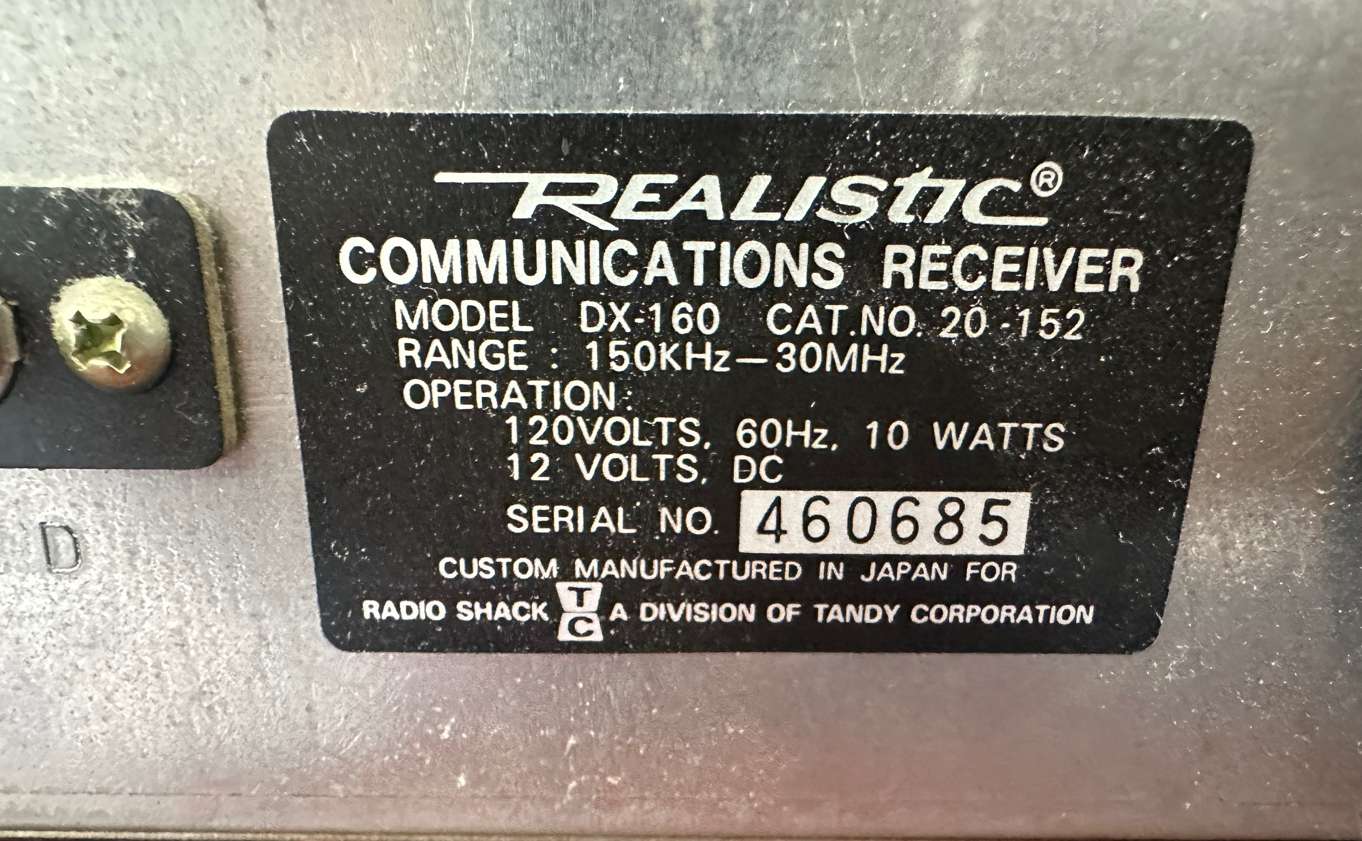 D
REALISTIC®
COMMUNICATIONS RECEIVER
MODEL DX-160 CAT.NO. 20-152
RANGE : 150KHz—30MHz
OPERATION:
120VOLTS, 60Hz, 10 WATTS
12 VOLTS, DC
SERIAL NO. 460685
CUSTOM MANUFACTURED IN JAPAN FOR
RADIO SHACK TC A DIVISION OF TANDY CORPORATION